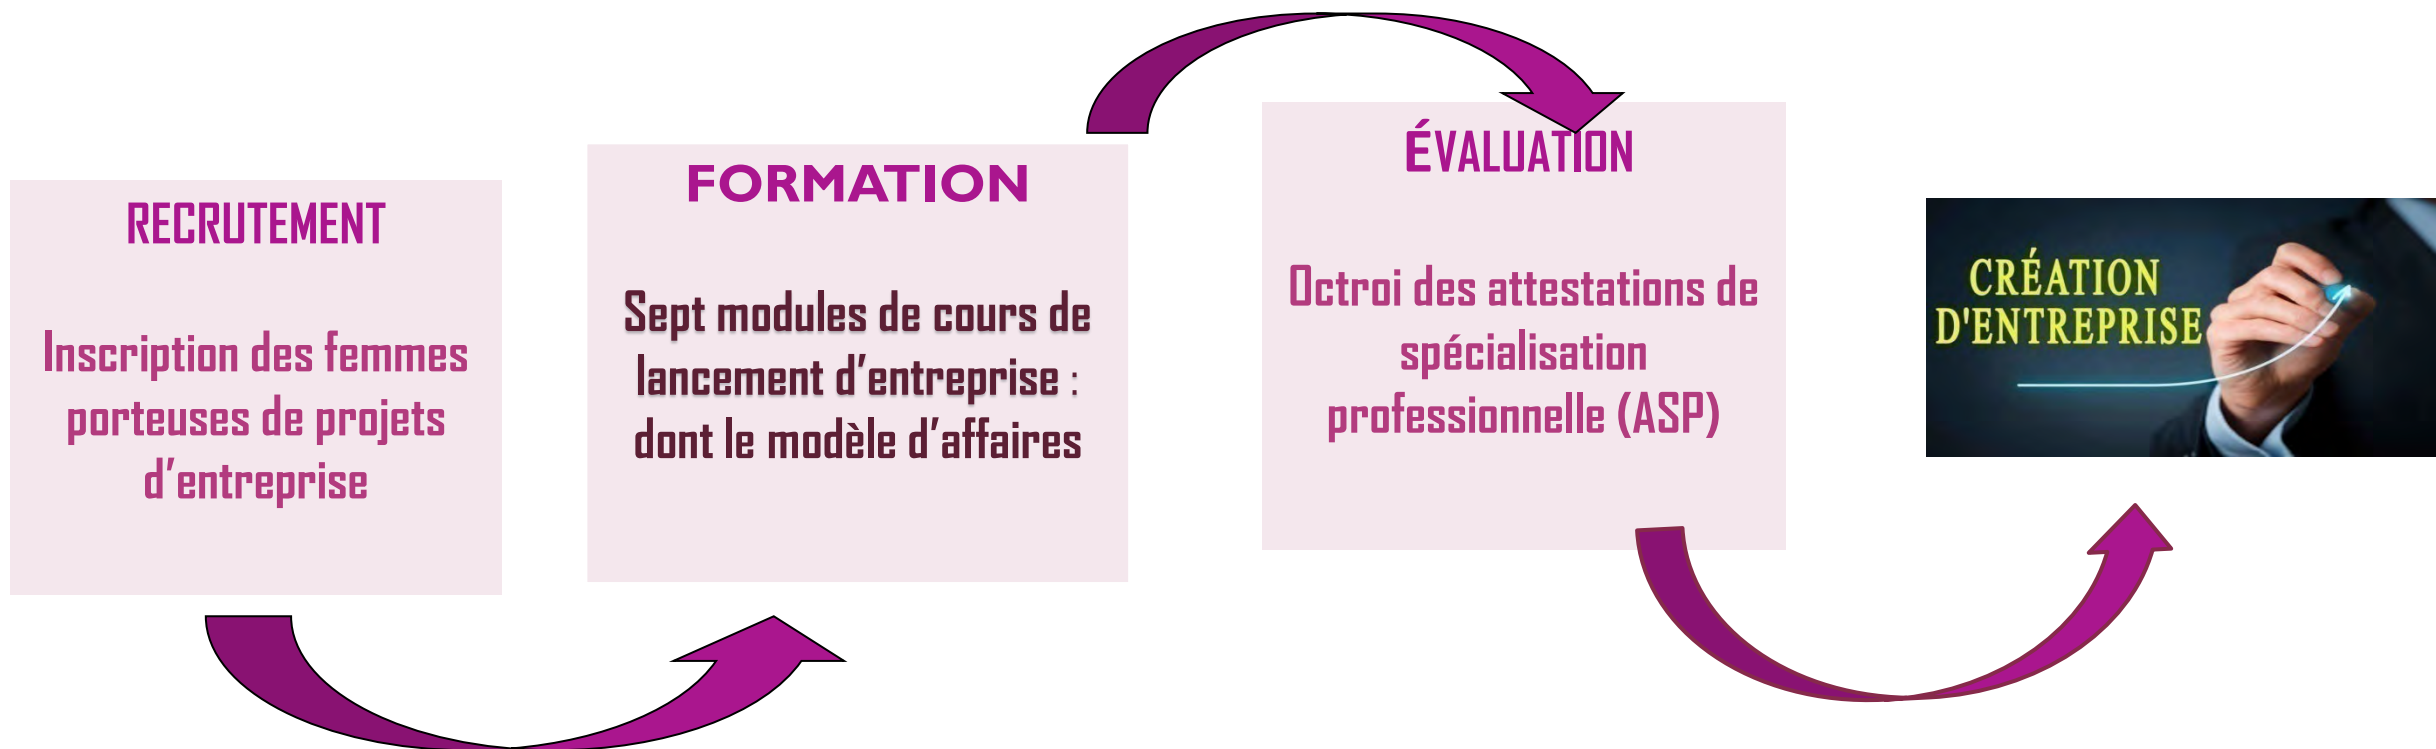 RECRUTEMENT
Inscription des femmes
porteuses de projets
d’entreprise
FORMATION
Sept modules de cours de
lancement d’entreprise :
dont le modèle d’affaires
ÉVALUATION
Octroi des attestations de
spécialisation
professionnelle (ASP)
CRÉATION
D'ENTREPRISE